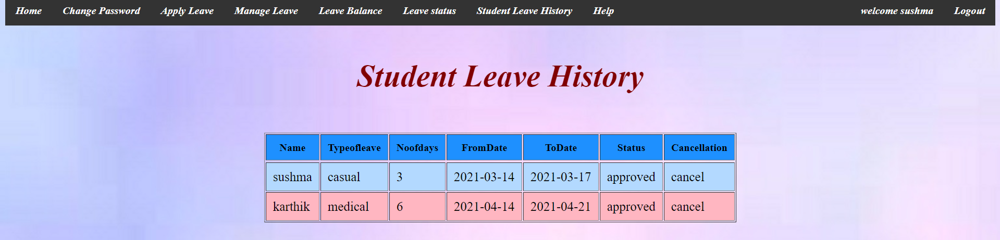 Home Change Password Apply Leave Manage Leave Leave Balance Leave status Student Leave History Help welcome sushma Logout
Student Leave History
Name Typeofleave Noofdays FromDate ToDate Status Cancellation
sushma casual 3 2021-03-14 2021-03-17 approved cancel
karthik medical 6 2021-04-14 2021-04-21 approved cancel